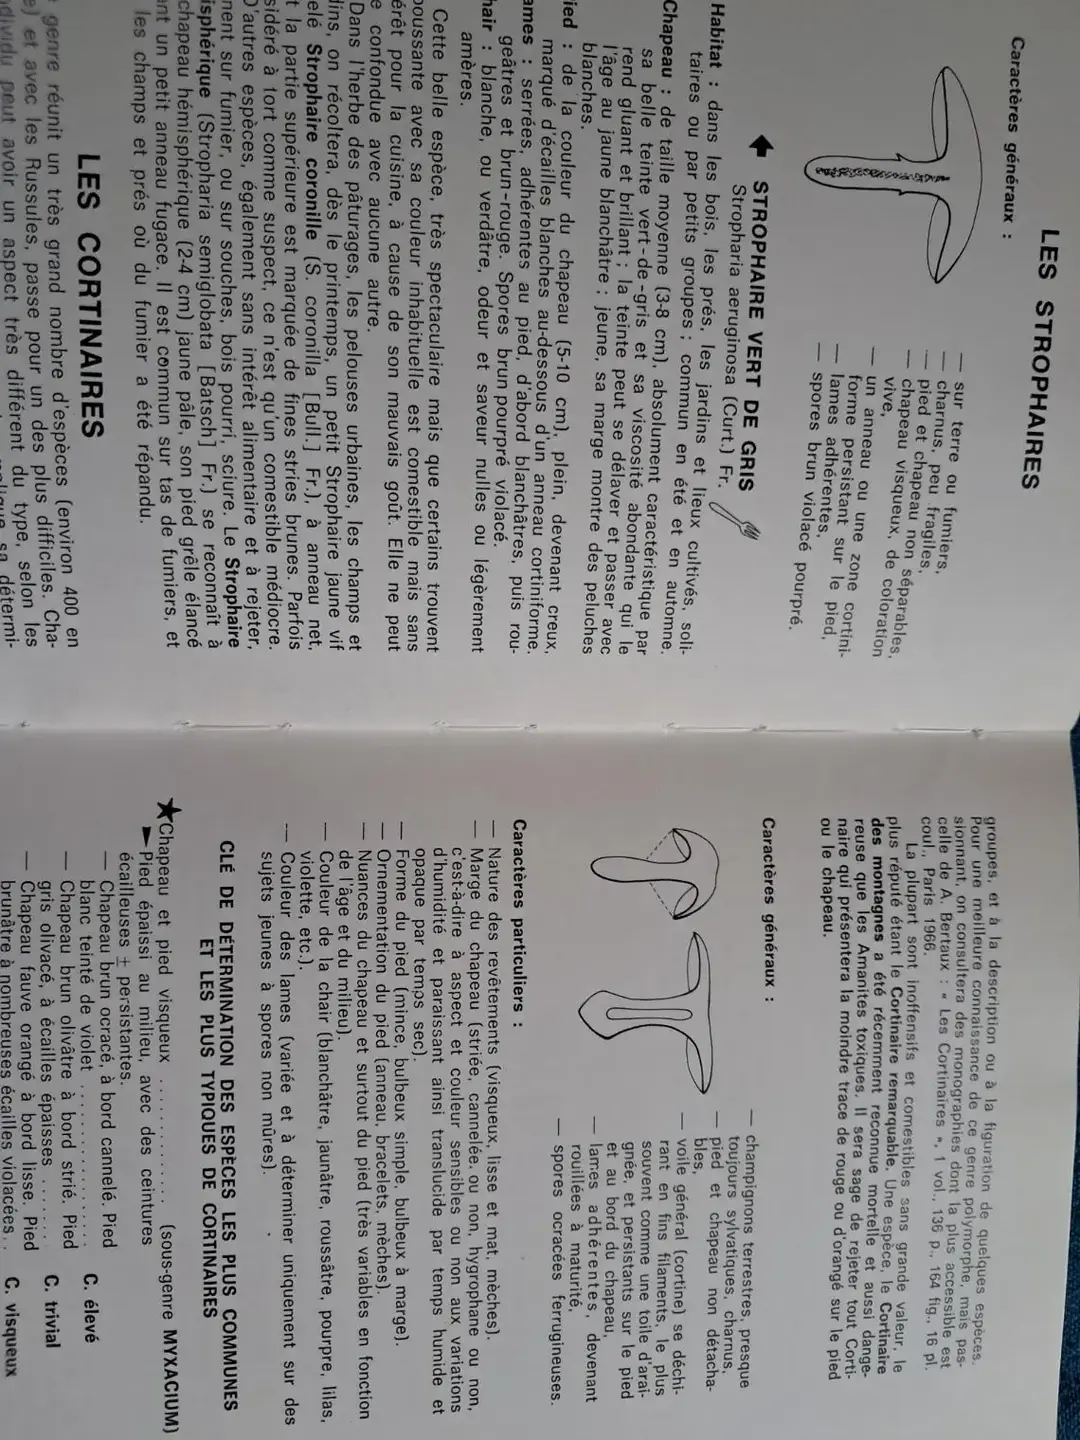 LES STROPHAIRES
Caractères généraux :
— sur terre ou fumiers,
— charnus, peu fragiles,
— pied et chapeau non séparables,
— chapeau visqueux, de coloration
vive,
— un anneau ou une zone cortini-
forme persistant sur le pied,
— lames adhérentes,
— spores brun violacé pourpré.
STROPHAIRE VERT DE GRIS
Stropharia aeruginosa (Curt.) Fr.
Habitat : dans les bois, les prés, les jardins et lieux cultivés, soli-
taires ou par petits groupes ; commun en été et en automne.
Chapeau : de taille moyenne (3-8 cm), absolument caractéristique par
sa belle teinte vert-de-gris et sa viscosité abondante qui le
rend gluant et brillant ; la teinte peut se délaver et passer avec
l'âge au jaune blanchâtre ; jeune, sa marge montre des peluches
blanches.
ied : de la couleur du chapeau (5-10 cm), plein, devenant creux,
marqué d'écailles blanches au-dessous d'un anneau cortiniforme.
ames : serrées, adhérentes au pied, d'abord blanchâtres, puis rou-
geâtres et brun-rouge. Spores brun pourpré violacé.
hair : blanche, ou verdâtre, odeur et saveur nulles ou légèrement
amères.
Cette belle espèce, très spectaculaire mais que certains trouvent
poussante avec sa couleur inhabituelle est comestible mais sans
érêt pour la cuisine, à cause de son mauvais goût. Elle ne peut
e confondue avec aucune autre.
Dans l'herbe des pâturages, les pelouses urbaines, les champs et
dins, on récoltera, dès le printemps, un petit Strophaire jaune vif
elé Strophaire coronille (S. coronilla [Bull.] Fr.), à anneau net,
t la partie supérieure est marquée de fines stries brunes. Parfois
sidéré à tort comme suspect, ce n'est qu'un comestible médiocre.
D'autres espèces, également sans intérêt alimentaire et à rejeter,
nent sur fumier, ou sur souches, bois pourri, sciure. Le Strophaire
isphérique (Stropharia semiglobata [Batsch] Fr.) se reconnaît à
chapeau hémisphérique (2-4 cm) jaune pâle, son pied grêle élancé
ant un petit anneau fugace. Il est commun sur tas de fumiers, et
les champs et prés où du fumier a été répandu.
LES CORTINAIRES
genre réunit un très grand nombre d'espèces (environ 400 en
e) et avec les Russules, passe pour un des plus difficiles. Cha-
dividu peut avoir un aspect très différent du type, selon les
sa détermi-
groupes, et à la description ou à la figuration de quelques espèces.
Pour une meilleure connaissance de ce genre polymorphe, mais pas-
sionnant, on consultera des monographies dont la plus accessible est
celle de A. Bertaux : « Les Cortinaires », 1 vol., 136 p., 164 fig., 16 pl.
coul., Paris 1966.
La plupart sont inoffensifs et comestibles sans grande valeur, le
plus réputé étant le Cortinaire remarquable. Une espèce, le Cortinaire
des montagnes a été récemment reconnue mortelle et aussi dange-
reuse que les Amanites toxiques. Il sera sage de rejeter tout Corti-
naire qui présentera la moindre trace de rouge ou d'orangé sur le pied
ou le chapeau.
Caractères généraux :
— champignons terrestres, presque
toujours sylvatiques, charnus,
— pied et chapeau non détacha-
bles,
— voile général (cortine) se déchi-
rant en fins filaments, le plus
souvent comme une toile d'arai-
gnée, et persistants sur le pied
et au bord du chapeau,
— lames adhérentes, devenant
rouillées à maturité,
— spores ocracées ferrugineuses.
Caractères particuliers :
— Nature des revêtements (visqueux, lisse et mat, mèches).
— Marge du chapeau (striée, cannelée, ou non, hygrophane ou non,
c'est-à-dire à aspect et couleur sensibles ou non aux variations
d'humidité et paraissant ainsi translucide par temps humide et
opaque par temps sec).
— Forme du pied (mince, bulbeux simple, bulbeux à marge).
— Ornementation du pied (anneau, bracelets, mèches).
— Nuances du chapeau et surtout du pied (très variables en fonction
de l'âge et du milieu).
— Couleur de la chair (blanchâtre, jaunâtre, roussâtre, pourpre, lilas,
violette, etc.).
— Couleur des lames (variée et à déterminer uniquement sur des
sujets jeunes à spores non mûres).
CLÉ DE DÉTERMINATION DES ESPÈCES LES PLUS COMMUNES
ET LES PLUS TYPIQUES DE CORTINAIRES
★Chapeau et pied visqueux ............ (sous-genre MYXACIUM)
► Pied épaissi au milieu, avec des ceintures
écailleuses ± persistantes.
— Chapeau brun ocracé, à bord cannelé. Pied
blanc teinté de violet .................. C. élevé
— Chapeau brun olivâtre à bord strié. Pied
gris olivacé, à écailles épaisses ....... C. trivial
— Chapeau fauve orangé à bord lisse. Pied
brunâtre à nombreuses écailles violacées .. C. visqueux